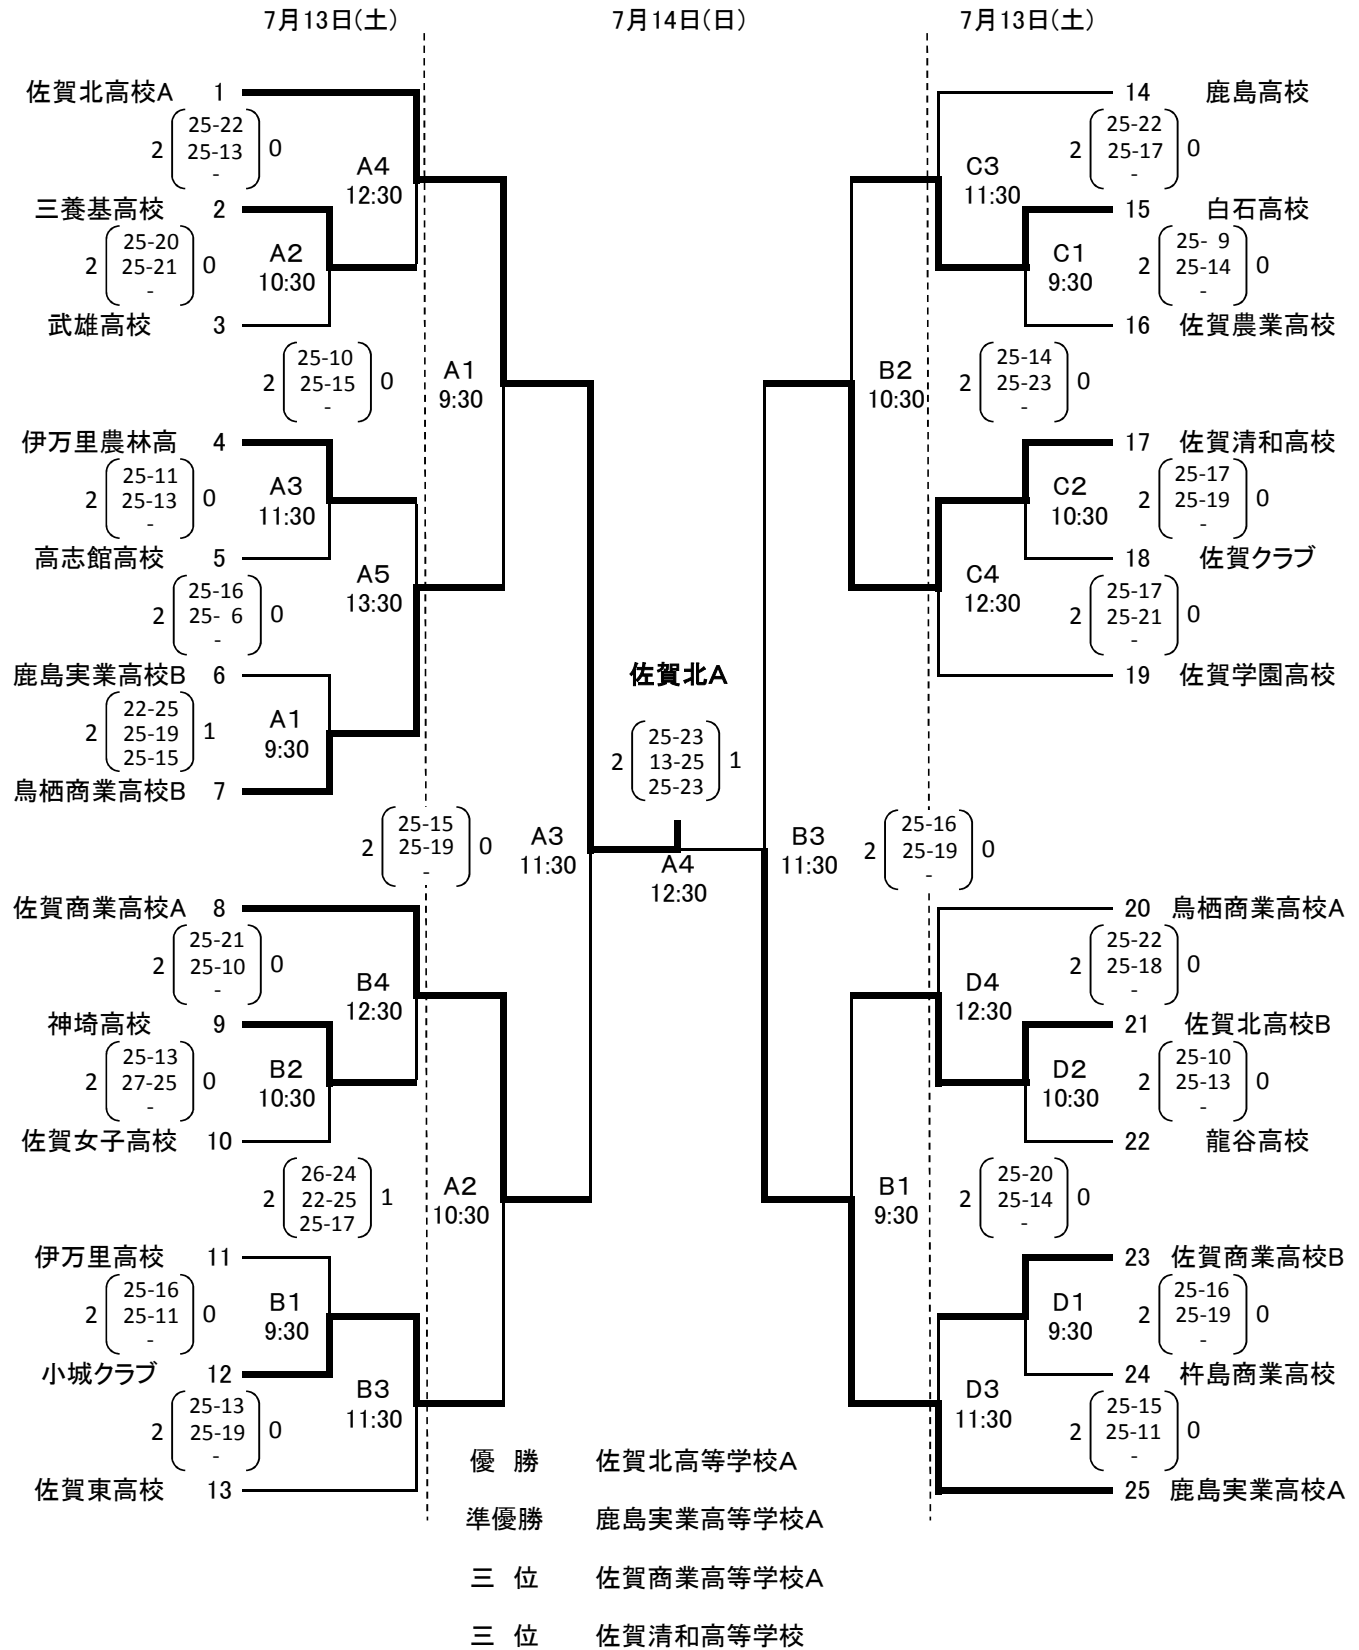 7月13日(土) 7月14日(日) 7月13日(土)
佐賀北高校A 1
2 25-22 0
25-13
-
A4
12:30
三養基高校 2
2 25-20 0
25-21
-
A2
10:30
武雄高校 3
2 25-10 0
25-15
-
A1
9:30
伊万里農林高 4
2 25-11 0
25-13
-
A3
11:30
高志館高校 5
2 25-16 0
25- 6
-
A5
13:30
鹿島実業高校B 6
2 22-25 1
25-19
25-15
A1
9:30
鳥栖商業高校B 7
2 25-15 0
25-19
-
A3
11:30
佐賀商業高校A 8
2 25-21 0
25-10
-
B4
12:30
神埼高校 9
2 25-13 0
27-25
-
B2
10:30
佐賀女子高校 10
2 26-24 1
22-25
25-17
A2
10:30
伊万里高校 11
2 25-16 0
25-11
-
B1
9:30
小城クラブ 12
2 25-13 0
25-19
-
B3
11:30
佐賀東高校 13
佐賀北A
2 25-23 1
13-25
25-23
A4
12:30
14 鹿島高校
2 25-22 0
25-17
-
C3
11:30
15 白石高校
2 25- 9 0
25-14
-
C1
9:30
16 佐賀農業高校
2 25-14 0
25-23
-
B2
10:30
17 佐賀清和高校
2 25-17 0
25-19
-
C2
10:30
18 佐賀クラブ
2 25-17 0
25-21
-
C4
12:30
19 佐賀学園高校
2 25-16 0
25-19
-
B3
11:30
20 鳥栖商業高校A
2 25-22 0
25-18
-
D4
12:30
21 佐賀北高校B
2 25-10 0
25-13
-
D2
10:30
22 龍谷高校
2 25-20 0
25-14
-
B1
9:30
23 佐賀商業高校B
2 25-16 0
25-19
-
D1
9:30
24 杵島商業高校
2 25-15 0
25-11
-
D3
11:30
25 鹿島実業高校A
優 勝 佐賀北高等学校A
準優勝 鹿島実業高等学校A
三 位 佐賀商業高等学校A
三 位 佐賀清和高等学校